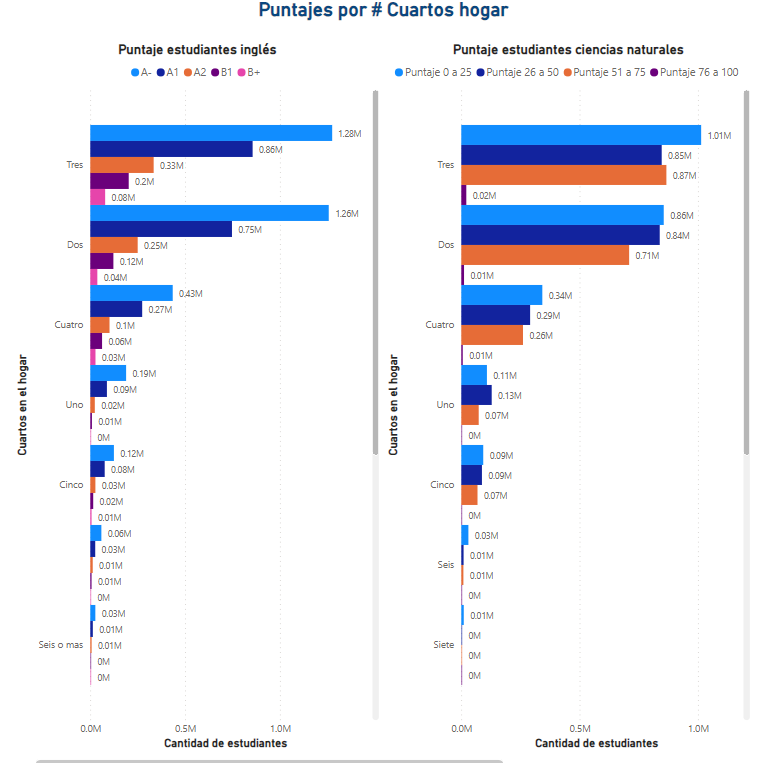 Puntajes por # Cuartos hogar
Puntaje estudiantes inglés
A- A1 A2 B1 B+
Cuartos en el hogar
Tres
1.28M
0.86M
0.33M
0.2M
0.08M
Dos
1.26M
0.75M
0.25M
0.12M
0.04M
Cuatro
0.43M
0.27M
0.1M
0.06M
0.03M
Uno
0.19M
0.09M
0.02M
0.01M
0M
Cinco
0.12M
0.08M
0.03M
0.02M
0.01M
0.06M
0.03M
0.01M
0.01M
0M
Seis o mas
0.03M
0.01M
0.01M
0M
0M
0.0M 0.5M 1.0M
Cantidad de estudiantes
Puntaje estudiantes ciencias naturales
Puntaje 0 a 25 Puntaje 26 a 50 Puntaje 51 a 75 Puntaje 76 a 100
Cuartos en el hogar
Tres
1.01M
0.85M
0.87M
0.02M
Dos
0.86M
0.84M
0.71M
0.01M
Cuatro
0.34M
0.29M
0.26M
0.01M
Uno
0.11M
0.13M
0.07M
0M
Cinco
0.09M
0.09M
0.07M
0M
Seis
0.03M
0.01M
0.01M
0M
Siete
0.01M
0M
0M
0M
0.0M 0.5M 1.0M
Cantidad de estudiantes